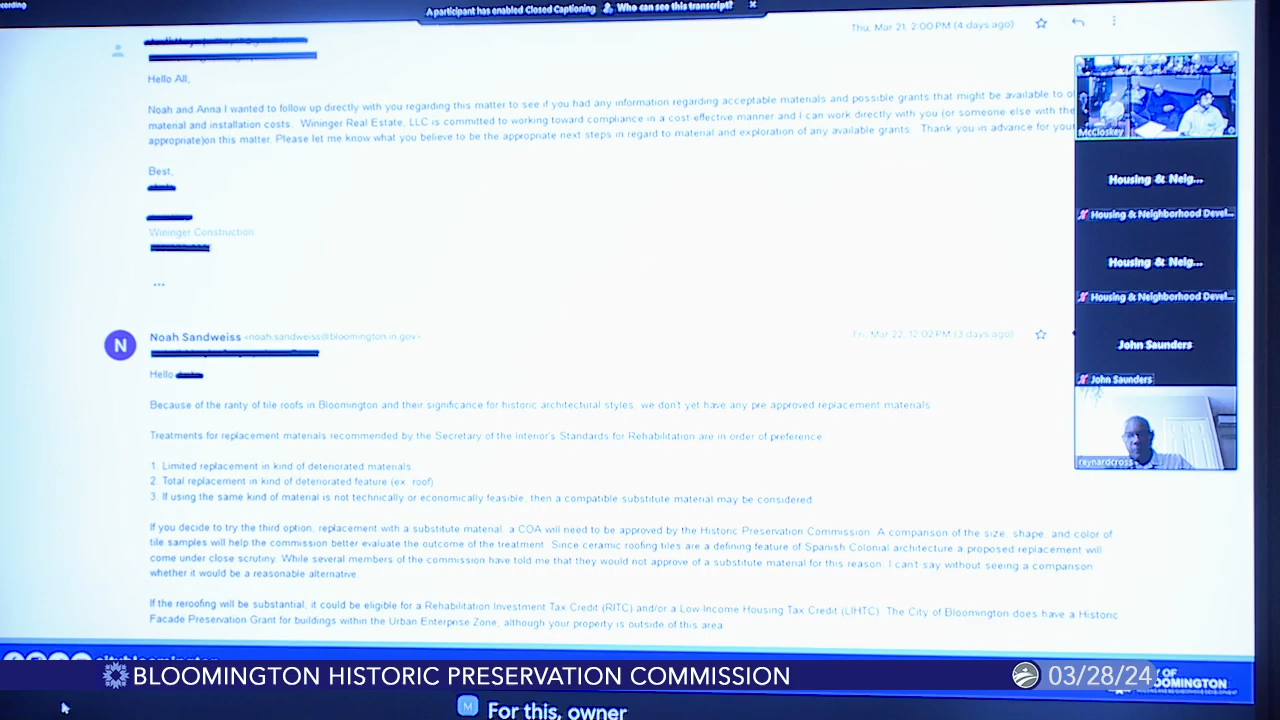 ecording
A participant has enabled Closed Captioning Who can see this transcript?
Thu, Mar 21, 2:00 PM (4 days ago)
Hello All,
Noah and Anna I wanted to follow up directly with you regarding this matter to see if you had any information regarding acceptable materials and possible grants that might be available to
material and installation costs. Wininger Real Estate, LLC is committed to working toward compliance in a cost effective manner and I can work directly with you (or someone else with the
appropriate)on this matter. Please let me know what you believe to be the appropriate next steps in regard to material and exploration of any available grants. Thank you in advance for your
Best,
Wininger Construction
...
N
Noah Sandweiss <noah.sandweiss@bloomington.in.gov>
Fri, Mar 22, 12:02 PM (3 days ago)
Hello
Because of the rarity of tile roofs in Bloomington and their significance for historic architectural styles, we don't yet have any pre approved replacement materials
Treatments for replacement materials recommended by the Secretary of the Interior's Standards for Rehabilitation are in order of preference
1. Limited replacement in kind of deteriorated materials
2. Total replacement in kind of deteriorated feature (ex. roof)
3. If using the same kind of material is not technically or economically feasible, then a compatible substitute material may be considered
If you decide to try the third option, replacement with a substitute material, a COA will need to be approved by the Historic Preservation Commission. A comparison of the size, shape, and color of
tile samples will help the commission better evaluate the outcome of the treatment. Since ceramic roofing tiles are a defining feature of Spanish Colonial architecture a proposed replacement will
come under close scrutiny. While several members of the commission have told me that they would not approve of a substitute material for this reason, I can't say without seeing a comparison
whether it would be a reasonable alternative.
If the reroofing will be substantial, it could be eligible for a Rehabilitation Investment Tax Credit (RITC) and/or a Low-Income Housing Tax Credit (LIHTC). The City of Bloomington does have a Historic
Facade Preservation Grant for buildings within the Urban Enterprise Zone, although your property is outside of this area
McCloskey
Housing & Neig...
Housing & Neighborhood Devel...
Housing & Neig...
Housing & Neighborhood Devel...
John Saunders
John Saunders
reynardcross
citybloomington
BLOOMINGTON HISTORIC PRESERVATION COMMISSION
03/28/24
OF
OOMINGTON
M
For this, owner